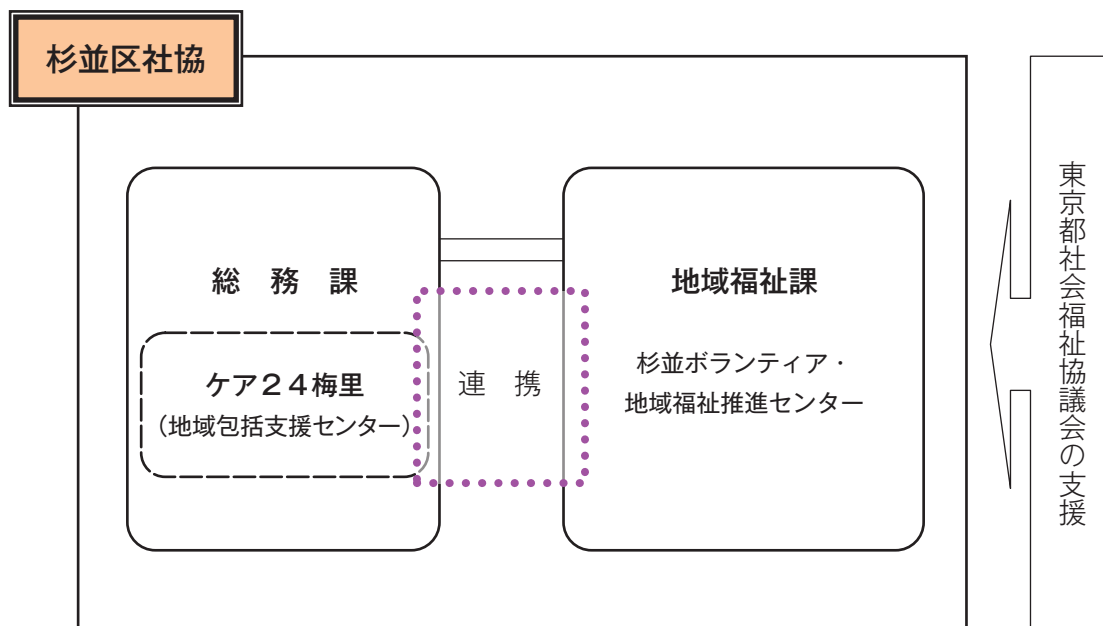 杉並区社協
総　務　課
ケア２４梅里
（地域包括支援センター）
連　携
地域福祉課
杉並ボランティア・
地域福祉推進センター
東京都社会福祉協議会の支援